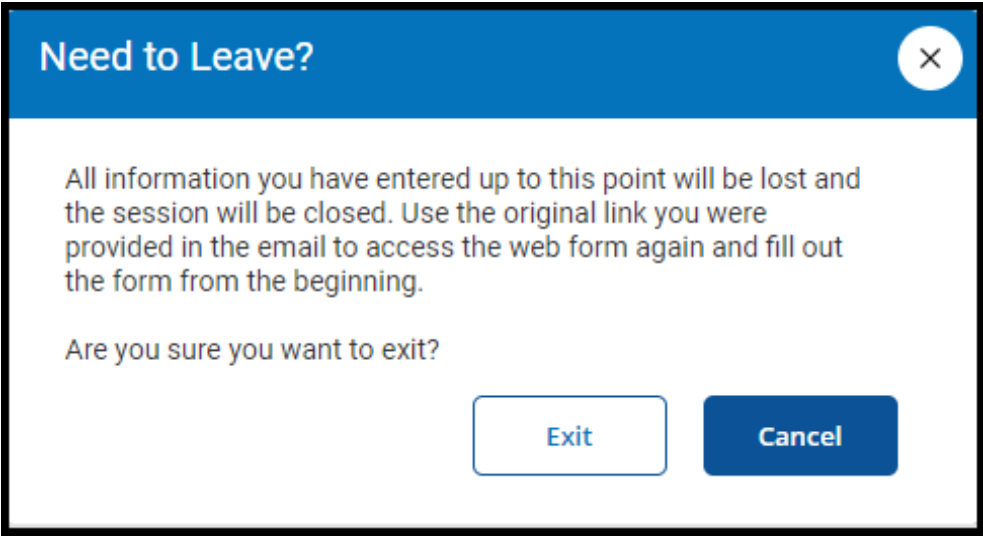 Need to Leave?
All information you have entered up to this point will be lost and
the session will be closed. Use the original link you were
provided in the email to access the web form again and fill out
the form from the beginning.
Are you sure you want to exit?
Exit
Cancel